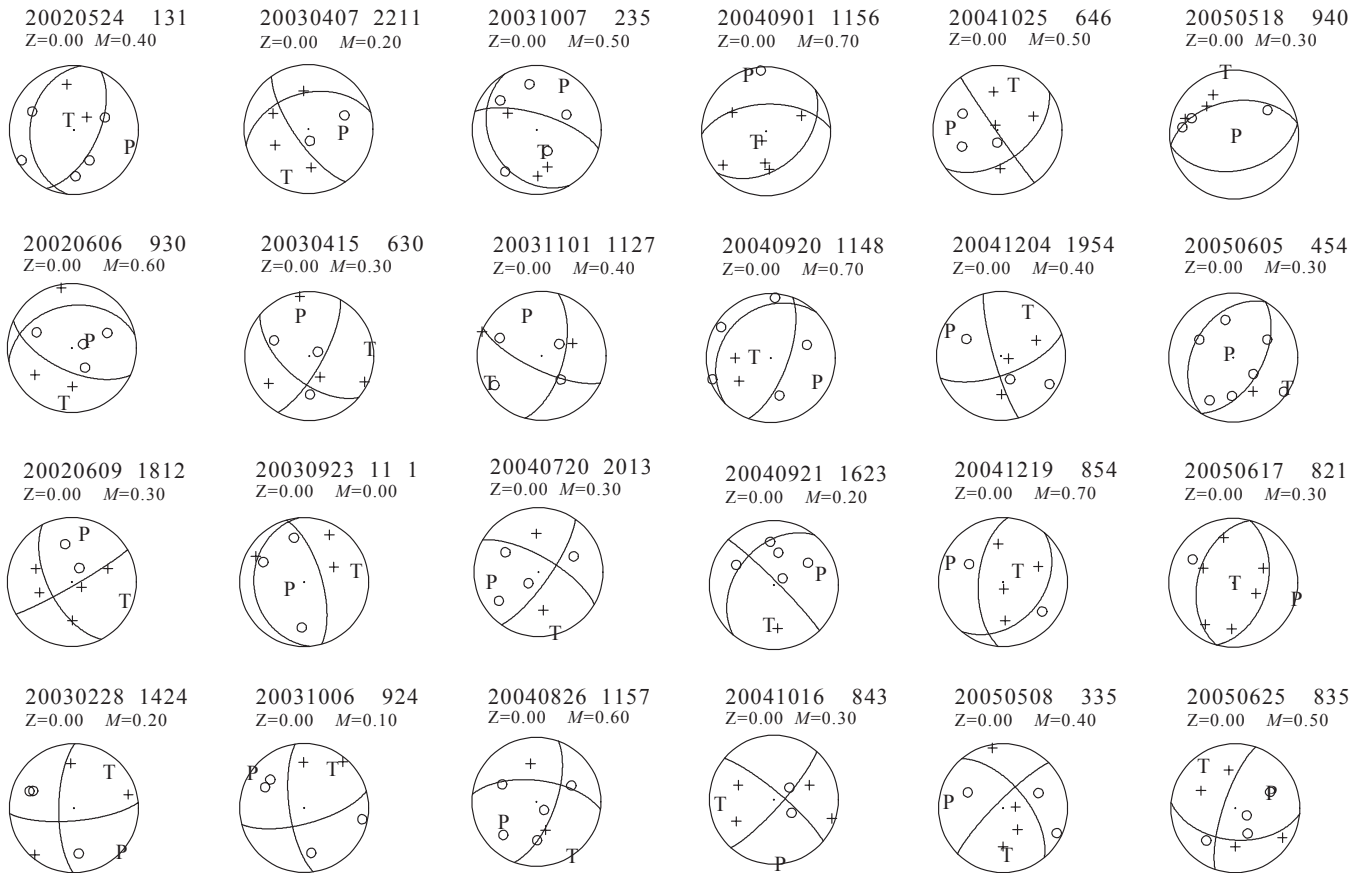 20020524 131
Z=0.00 M=0.40
T
P
20030407 2211
Z=0.00 M=0.20
P
T
20031007 235
Z=0.00 M=0.50
P
T
20040901 1156
Z=0.00 M=0.70
P
T
20041025 646
Z=0.00 M=0.50
T
P
20050518 940
Z=0.00 M=0.30
T
P
20020606 930
Z=0.00 M=0.60
P
T
20030415 630
Z=0.00 M=0.30
P
T
20031101 1127
Z=0.00 M=0.40
P
T
20040920 1148
Z=0.00 M=0.70
T
P
20041204 1954
Z=0.00 M=0.40
T
P
20050605 454
Z=0.00 M=0.30
P
T
20020609 1812
Z=0.00 M=0.30
P
T
20030923 11 1
Z=0.00 M=0.00
T
P
20040720 2013
Z=0.00 M=0.30
P
T
20040921 1623
Z=0.00 M=0.20
P
T
20041219 854
Z=0.00 M=0.70
P
T
20050617 821
Z=0.00 M=0.30
T
P
20030228 1424
Z=0.00 M=0.20
T
P
20031006 924
Z=0.00 M=0.10
P
T
20040826 1157
Z=0.00 M=0.60
P
T
20041016 843
Z=0.00 M=0.30
T
P
20050508 335
Z=0.00 M=0.40
P
T
20050625 835
Z=0.00 M=0.50
T
P